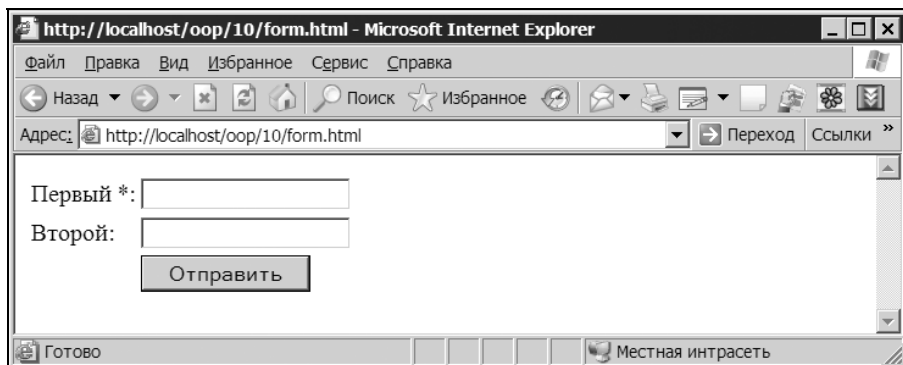 http://localhost/oop/10/form.html - Microsoft Internet Explorer
Файл Правка Вид Избранное Сервис Справка
Назад Поиск Избранное
Адрес: http://localhost/oop/10/form.html Переход Ссылки »
Первый *:
Второй:
Отправить
Готово Местная интрасеть